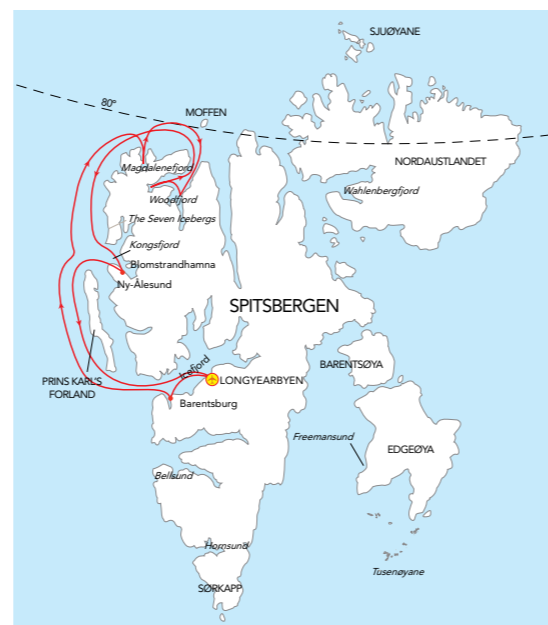 SJUØYANE
80°
MOFFEN
NORDAUSTLANDET
Magdalenefjord
Wahlenbergfjord
Woodfjord
The Seven Icebergs
Kongsfjord
Blomstrandhamna
Ny-Ålesund
SPITSBERGEN
BARENTSØYA
Icefjord
LONGYEARBYEN
PRINS KARL'S
FORLAND
Barentsburg
Freemansund
EDGEØYA
Bellsund
Hornsund
Tusenøyane
SØRKAPP